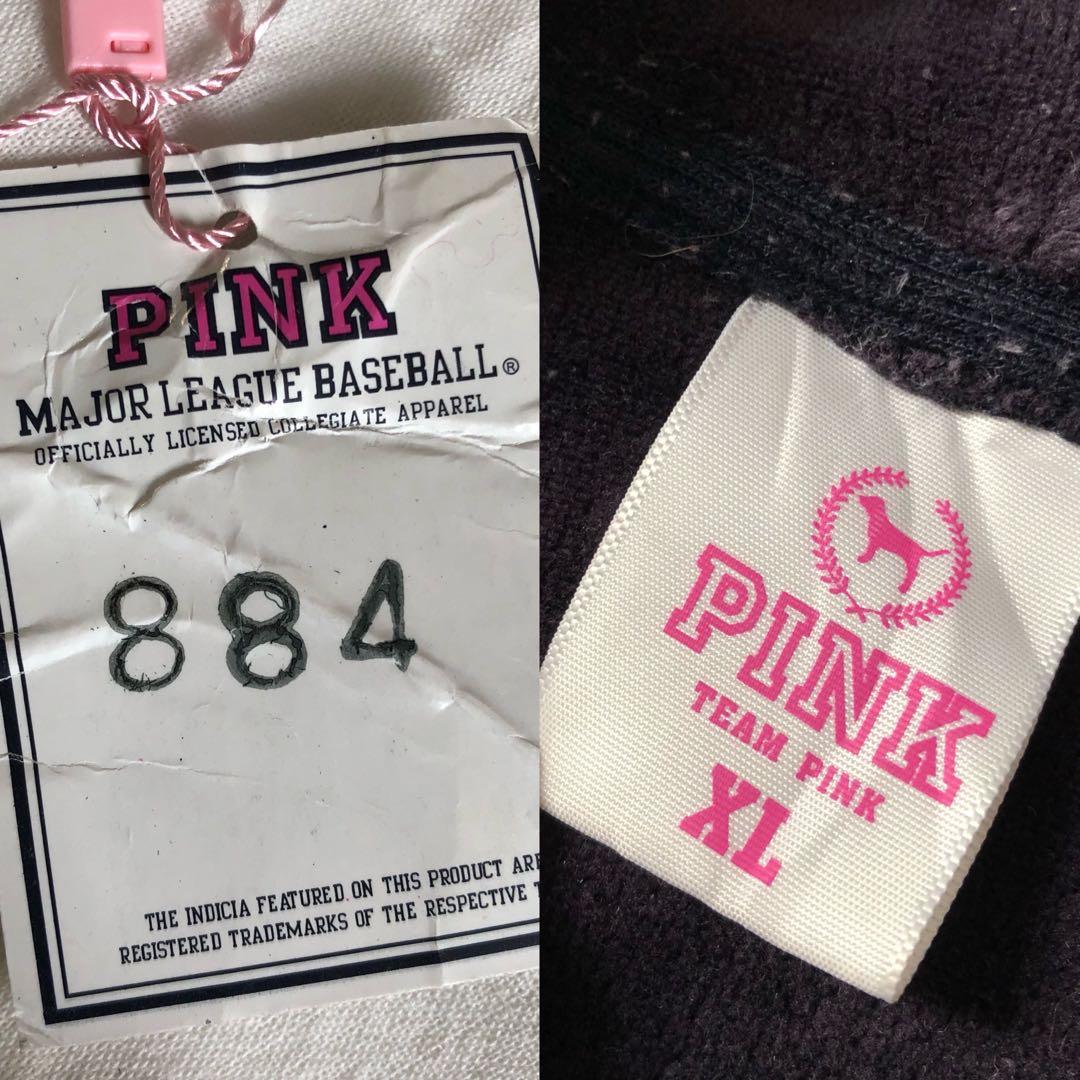 PINK
MAJOR LEAGUE BASEBALL®
OFFICIALLY LICENSED COLLEGIATE APPAREL
884
THE INDICIA FEATURED ON THIS PRODUCT ARE
REGISTERED TRADEMARKS OF THE RESPECTIVE
PINK
TEAM PINK
XL